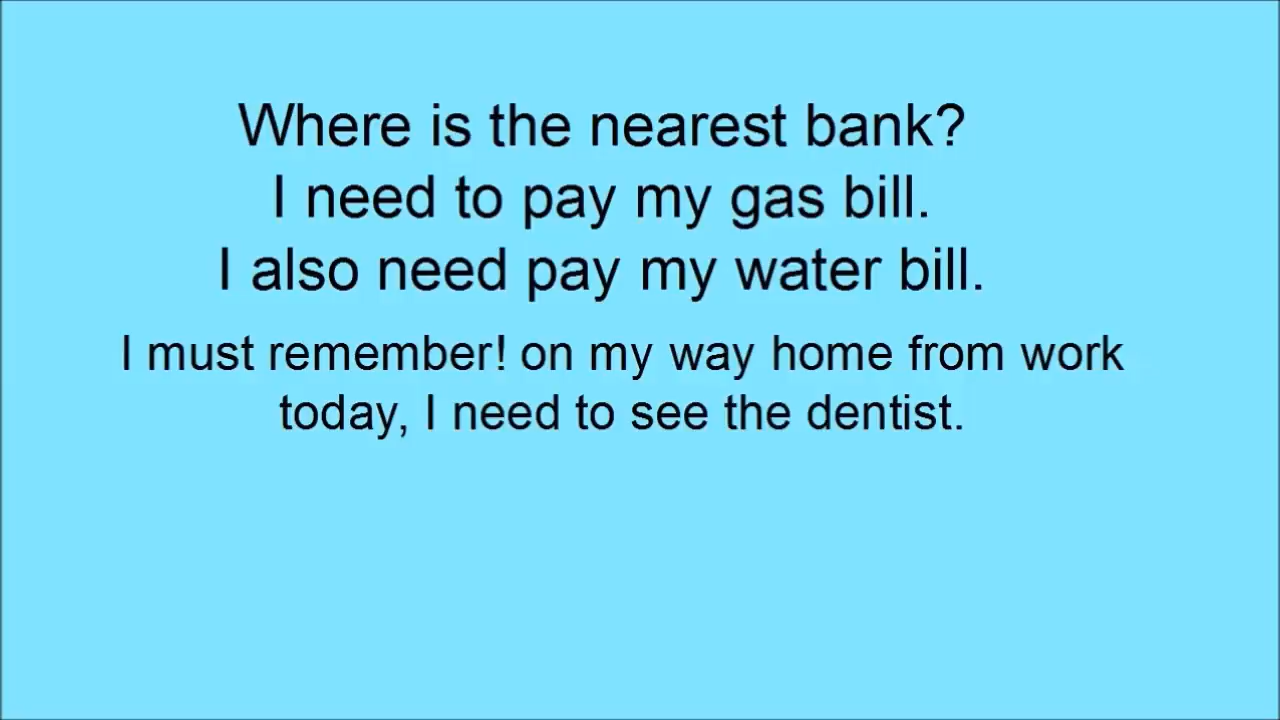 Where is the nearest bank?
I need to pay my gas bill.
I also need pay my water bill.
I must remember! on my way home from work
today, I need to see the dentist.